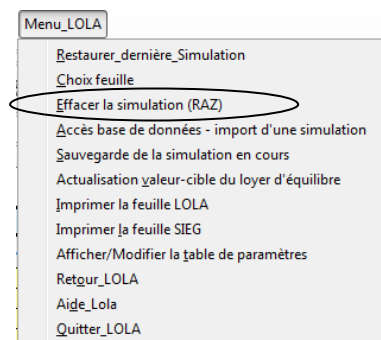 Menu_LOLA
Restaurer_dernière_Simulation
Choix feuille
Effacer la simulation (RAZ)
Accès base de données - import d'une simulation
Sauvegarde de la simulation en cours
Actualisation valeur-cible du loyer d'équilibre
Imprimer la feuille LOLA
Imprimer la feuille SIEG
Afficher/Modifier la table de paramètres
Retour_LOLA
Aide_Lola
Quitter_LOLA